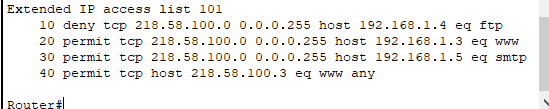 Extended IP access list 101
10 deny tcp 218.58.100.0 0.0.0.255 host 192.168.1.4 eq ftp
20 permit tcp 218.58.100.0 0.0.0.255 host 192.168.1.3 eq www
30 permit tcp 218.58.100.0 0.0.0.255 host 192.168.1.5 eq smtp
40 permit tcp host 218.58.100.3 eq www any
Router#